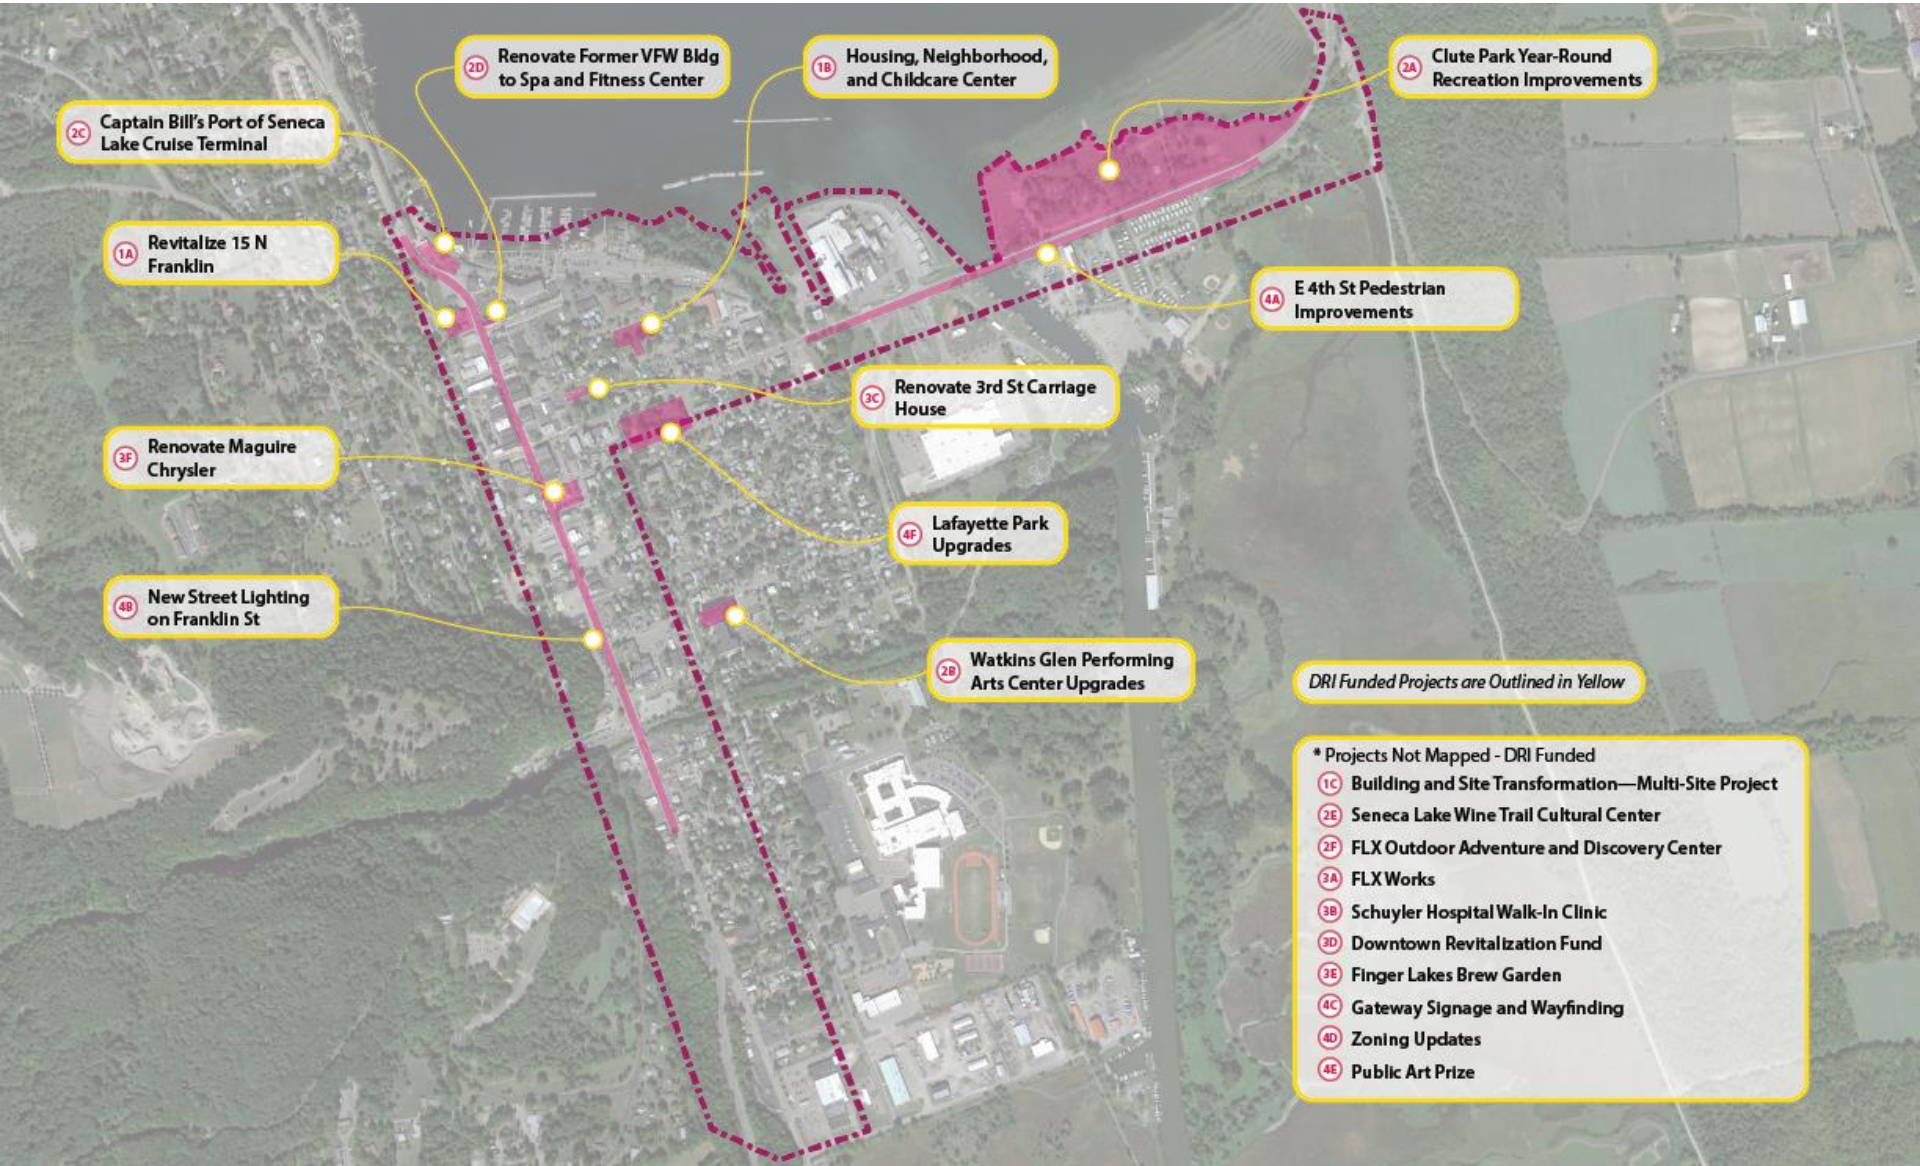 2D
Renovate Former VFW Bldg
to Spa and Fitness Center
1B
Housing, Neighborhood,
and Childcare Center
2A
Clute Park Year-Round
Recreation Improvements
2C
Captain Bill's Port of Seneca
Lake Cruise Terminal
1A
Revitalize 15 N
Franklin
4A
E 4th St Pedestrian
Improvements
3C
Renovate 3rd St Carriage
House
3F
Renovate Maguire
Chrysler
4F
Lafayette Park
Upgrades
4B
New Street Lighting
on Franklin St
2B
Watkins Glen Performing
Arts Center Upgrades
DRI Funded Projects are Outlined in Yellow
* Projects Not Mapped - DRI Funded
1C Building and Site Transformation—Multi-Site Project
2E Seneca Lake Wine Trail Cultural Center
2F FLX Outdoor Adventure and Discovery Center
3A FLX Works
3B Schuyler Hospital Walk-In Clinic
3D Downtown Revitalization Fund
3E Finger Lakes Brew Garden
4C Gateway Signage and Wayfinding
4D Zoning Updates
4E Public Art Prize